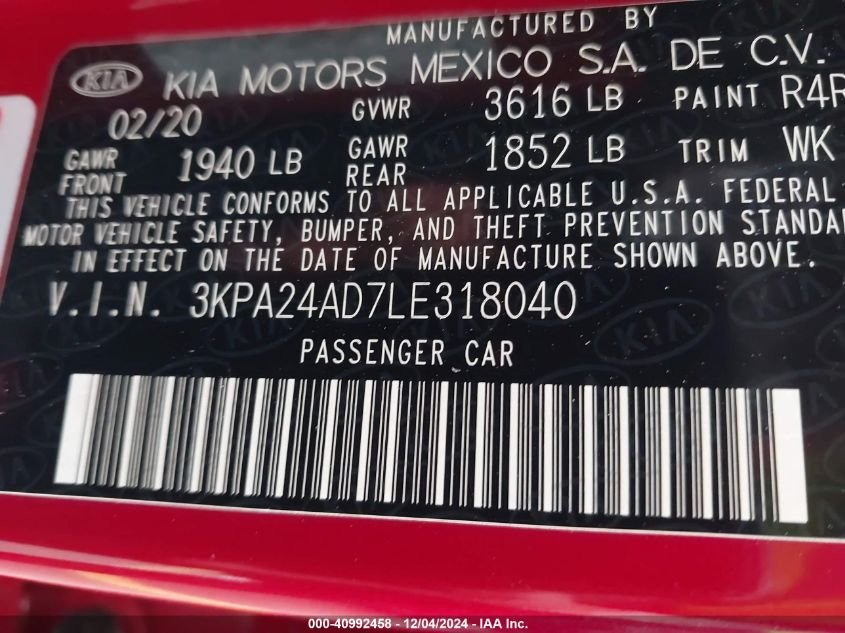 MANUFACTURED BY
KIA KIA MOTORS MEXICO S.A. DE C.V.
02/20 GVWR 3616 LB PAINT R4R
GAWR FRONT 1940 LB GAWR REAR 1852 LB TRIM WK
THIS VEHICLE CONFORMS TO ALL APPLICABLE U.S.A. FEDERAL
MOTOR VEHICLE SAFETY, BUMPER, AND THEFT PREVENTION STANDA
IN EFFECT ON THE DATE OF MANUFACTURE SHOWN ABOVE.
V.I.N. 3KPA24AD7LE318040
PASSENGER CAR
000-40992458 - 12/04/2024 - IAA Inc.